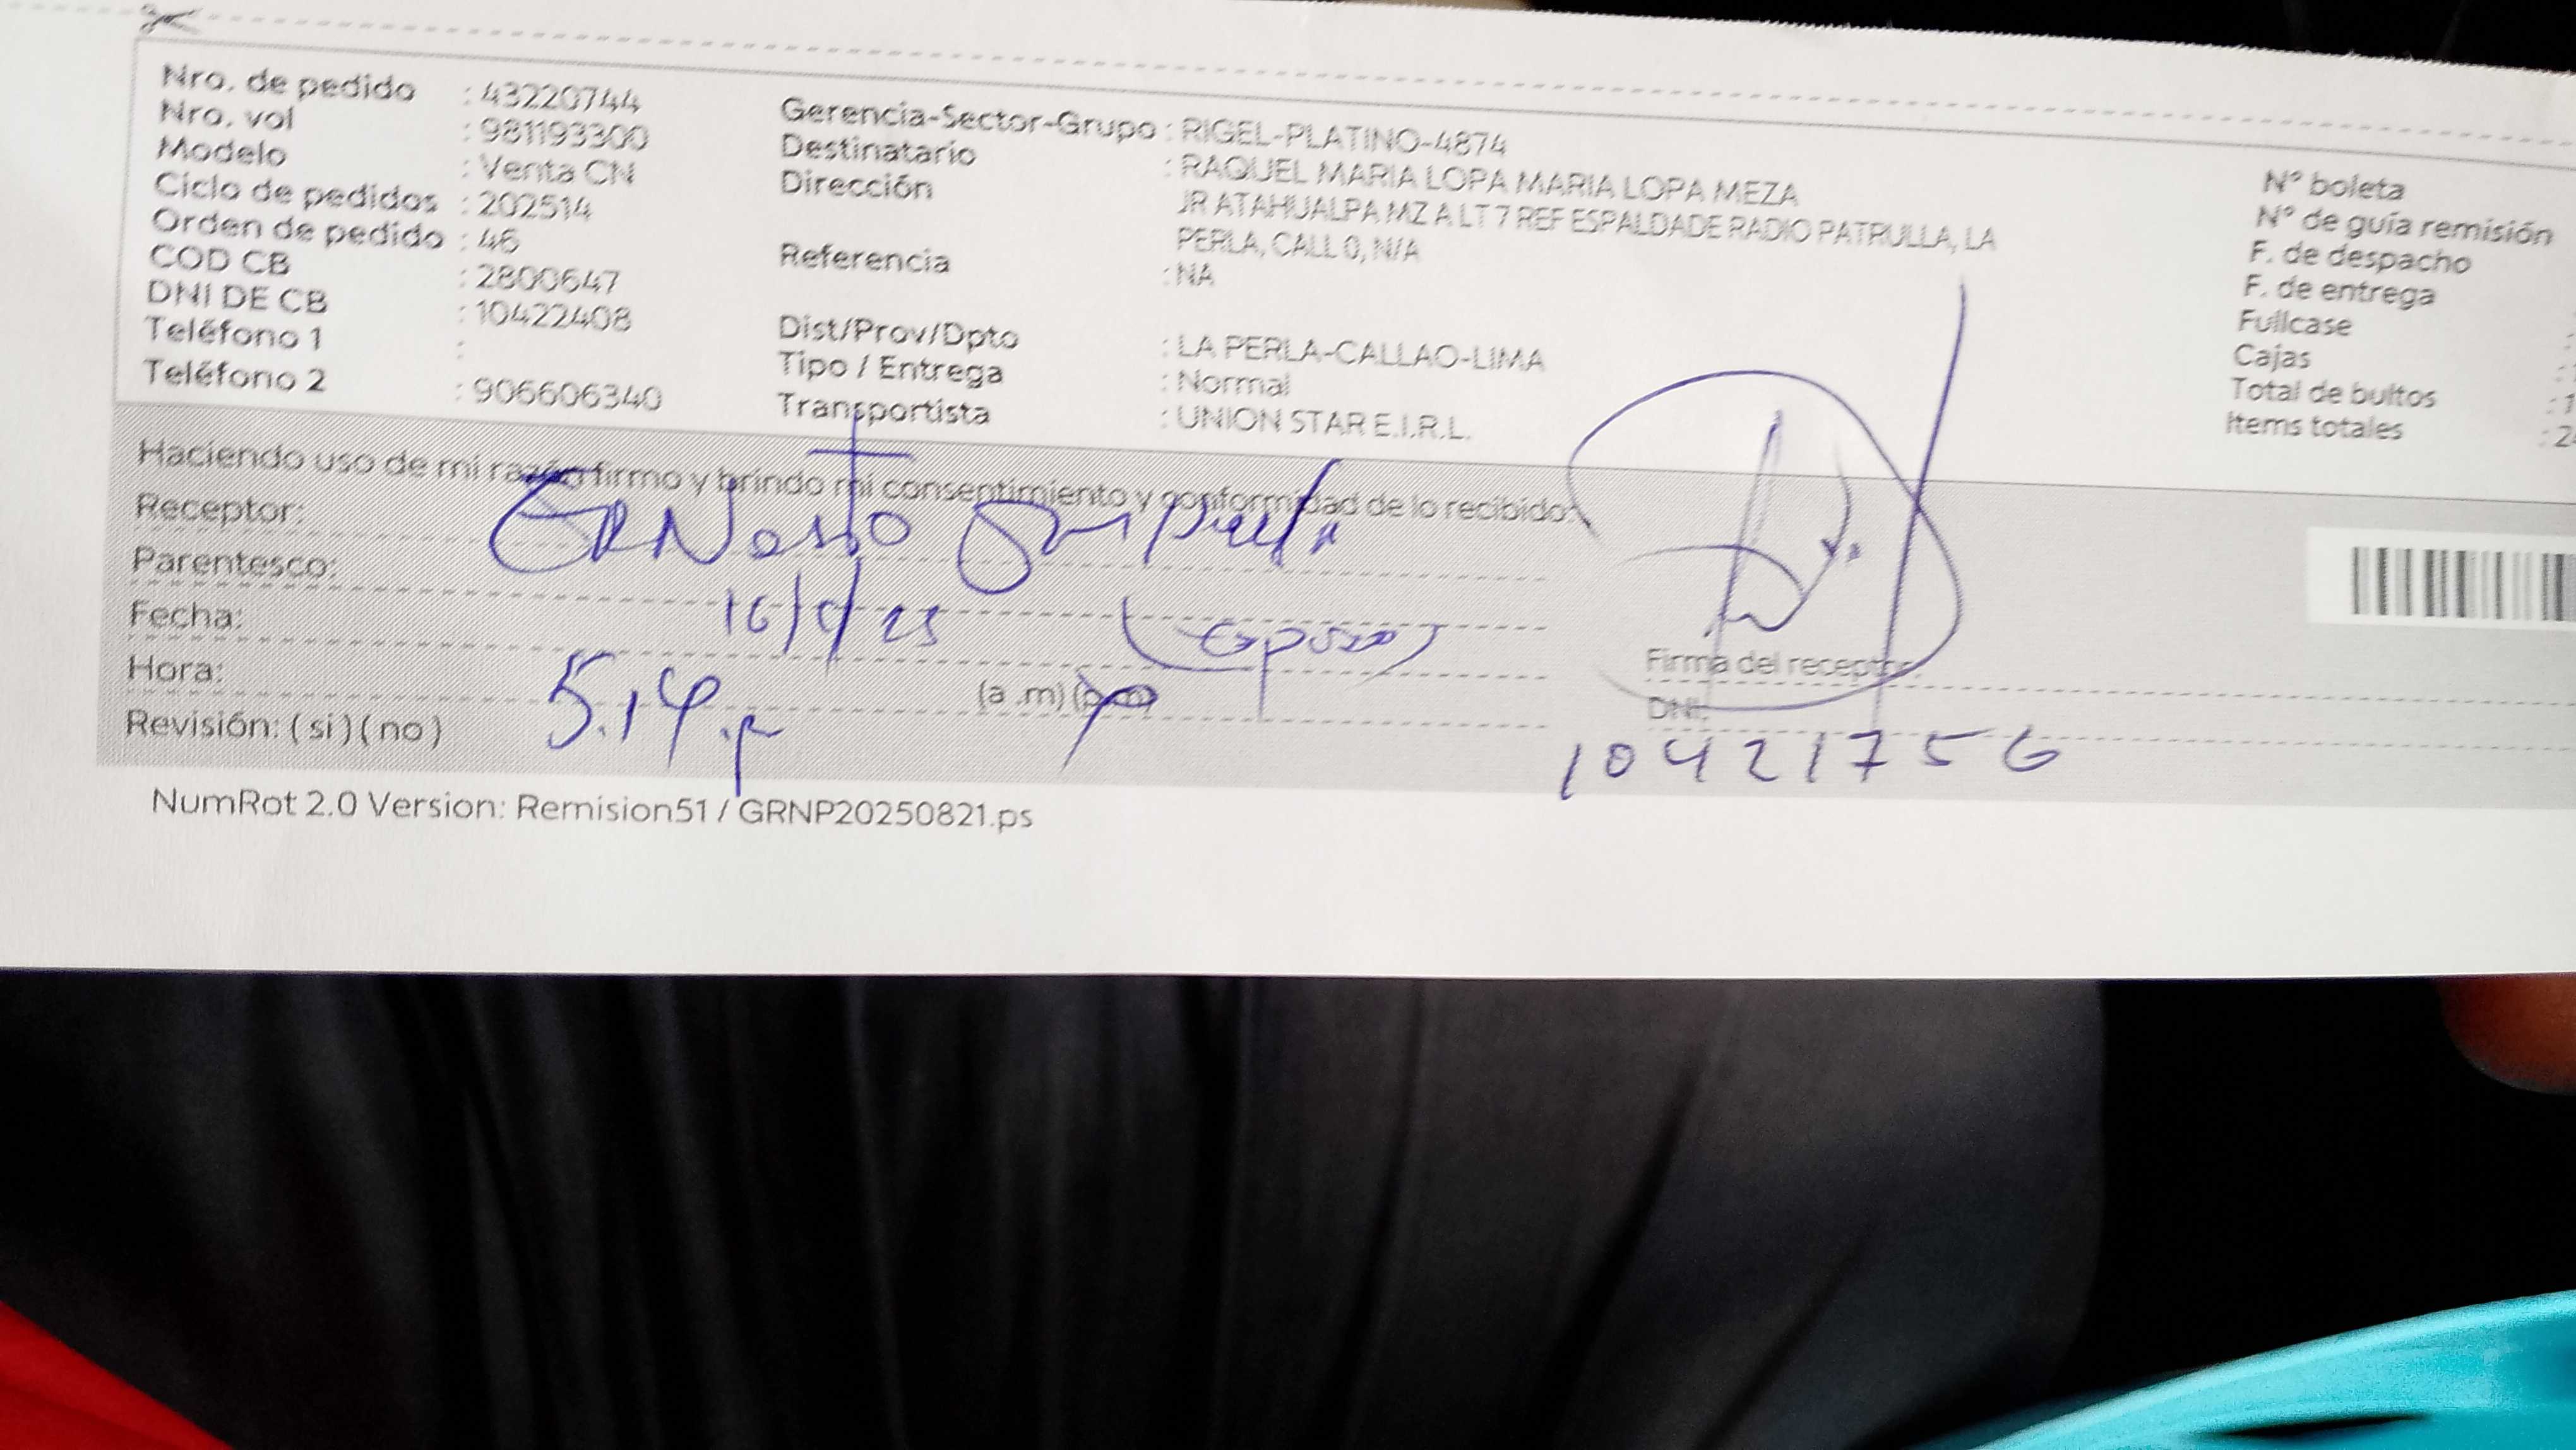 Nro. de pedido : 43220744
Nro. vol : 981193300
Modelo : Venta CN
Ciclo de pedidos : 202514
Orden de pedido : 46
COD CB : 2800647
DNI DE CB : 10422408
Teléfono 1 :
Teléfono 2 : 906606340
Gerencia-Sector-Grupo : RIGEL-PLATINO-4874
Destinatario : RAQUEL MARIA LOPA MARIA LOPA MEZA
Dirección JR ATAHUALPA MZ A LT 7 REF ESPALDADE RADIO PATRULLA, LA
PERLA, CALL 0, N/A
Referencia : NA
Dist/Prov/Dpto : LA PERLA-CALLAO-LIMA
Tipo / Entrega : Normal
Transportista : UNION STAR E.I.R.L.
N° boleta
N° de guía remisión
F. de despacho
F. de entrega
Fullcase :
Cajas :
Total de bultos : 1
Items totales : 2
Haciendo uso de mi razón firmo y brindo mi consentimiento y conformidad de lo recibido:
Receptor: ERNesto
Parentesco: (esposo)
Fecha: 16/9/25
Hora: 5.14 p (a .m) (p.m)
Revisión: ( si ) ( no )
Firma del receptor:
DNI:
10421756
NumRot 2.0 Version: Remision51 / GRNP20250821.ps